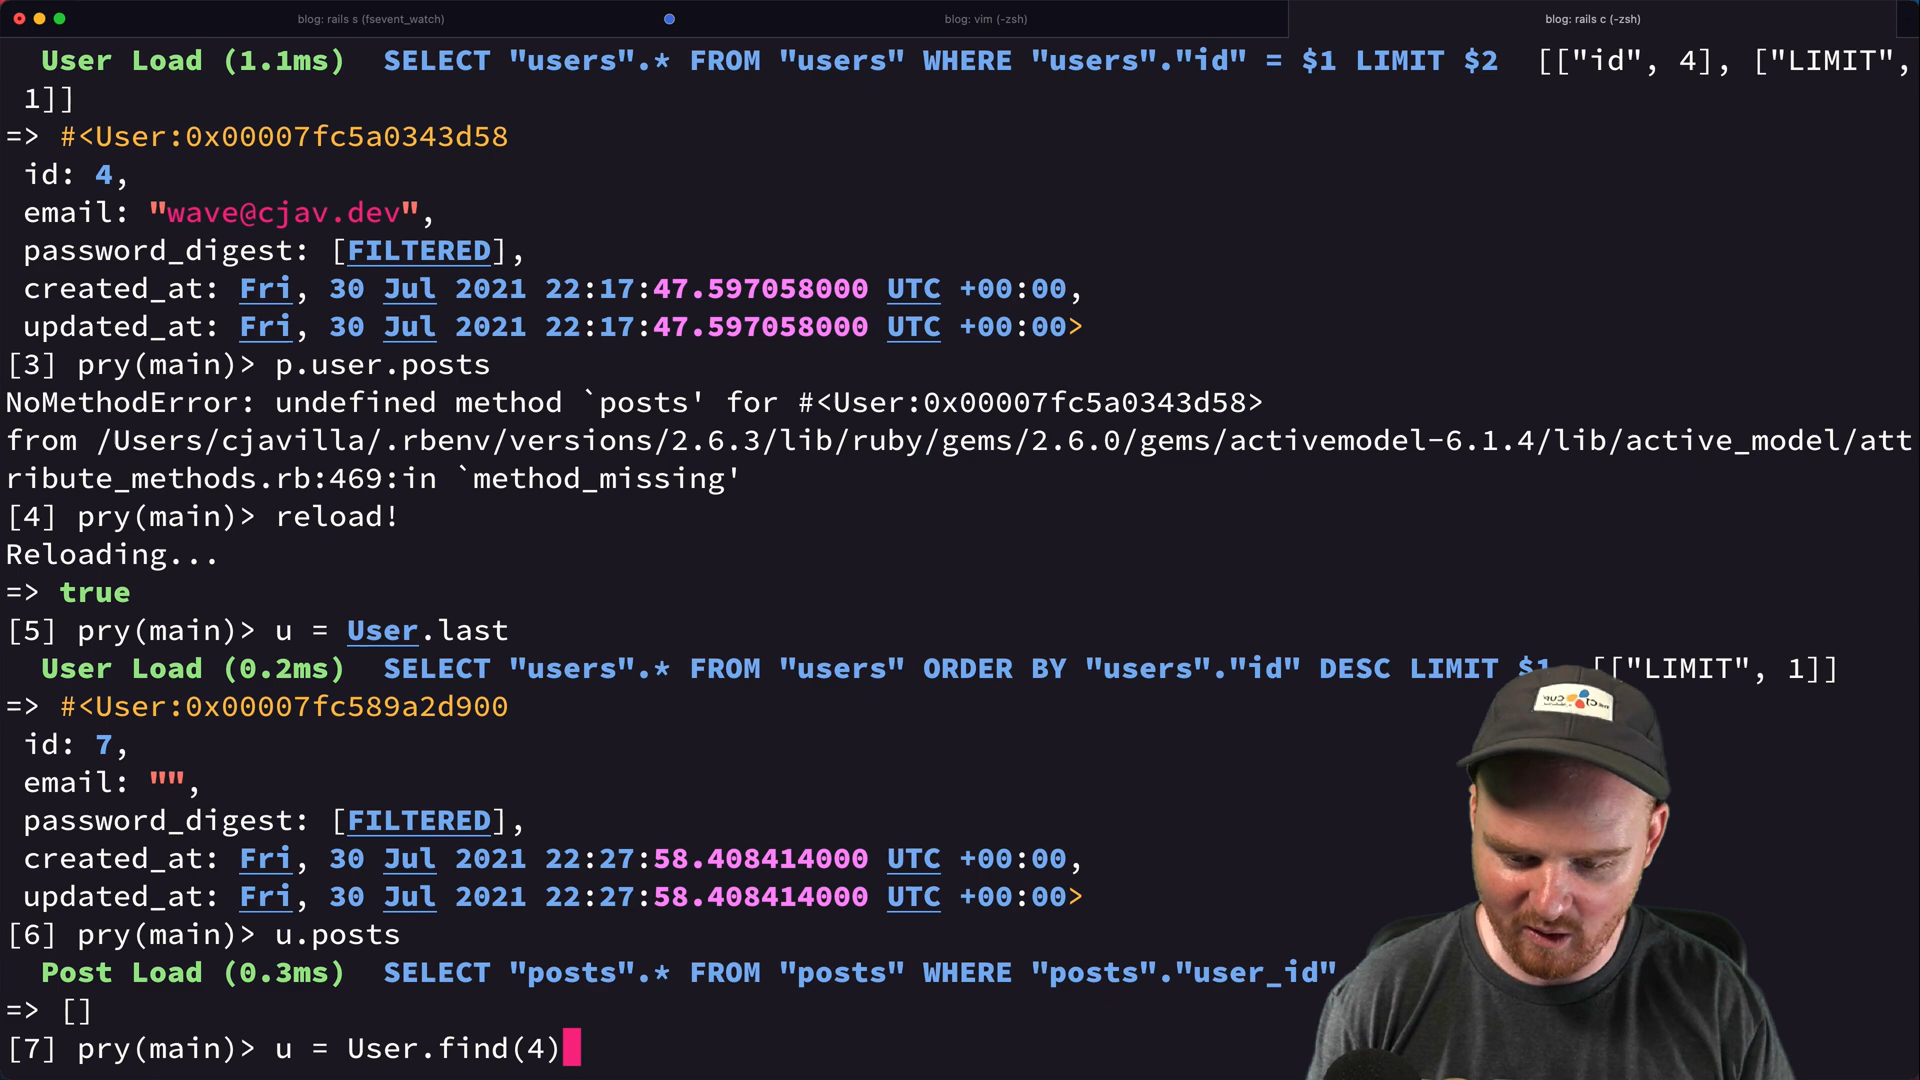 blog: rails s (fsevent_watch)
blog: vim (-zsh)
blog: rails c (-zsh)
User Load (1.1ms)  SELECT "users".* FROM "users" WHERE "users"."id" = $1 LIMIT $2  [["id", 4], ["LIMIT",
1]]
=> #<User:0x00007fc5a0343d58
id: 4,
email: "wave@cjav.dev",
password_digest: [FILTERED],
created_at: Fri, 30 Jul 2021 22:17:47.597058000 UTC +00:00,
updated_at: Fri, 30 Jul 2021 22:17:47.597058000 UTC +00:00>
[3] pry(main)> p.user.posts
NoMethodError: undefined method `posts' for #<User:0x00007fc5a0343d58>
from /Users/cjavilla/.rbenv/versions/2.6.3/lib/ruby/gems/2.6.0/gems/activemodel-6.1.4/lib/active_model/att
ribute_methods.rb:469:in `method_missing'
[4] pry(main)> reload!
Reloading...
=> true
[5] pry(main)> u = User.last
User Load (0.2ms)  SELECT "users".* FROM "users" ORDER BY "users"."id" DESC LIMIT $1  [["LIMIT", 1]]
=> #<User:0x00007fc589a2d900
id: 7,
email: "",
password_digest: [FILTERED],
created_at: Fri, 30 Jul 2021 22:27:58.408414000 UTC +00:00,
updated_at: Fri, 30 Jul 2021 22:27:58.408414000 UTC +00:00>
[6] pry(main)> u.posts
Post Load (0.3ms)  SELECT "posts".* FROM "posts" WHERE "posts"."user_id"
=> []
[7] pry(main)> u = User.find(4)